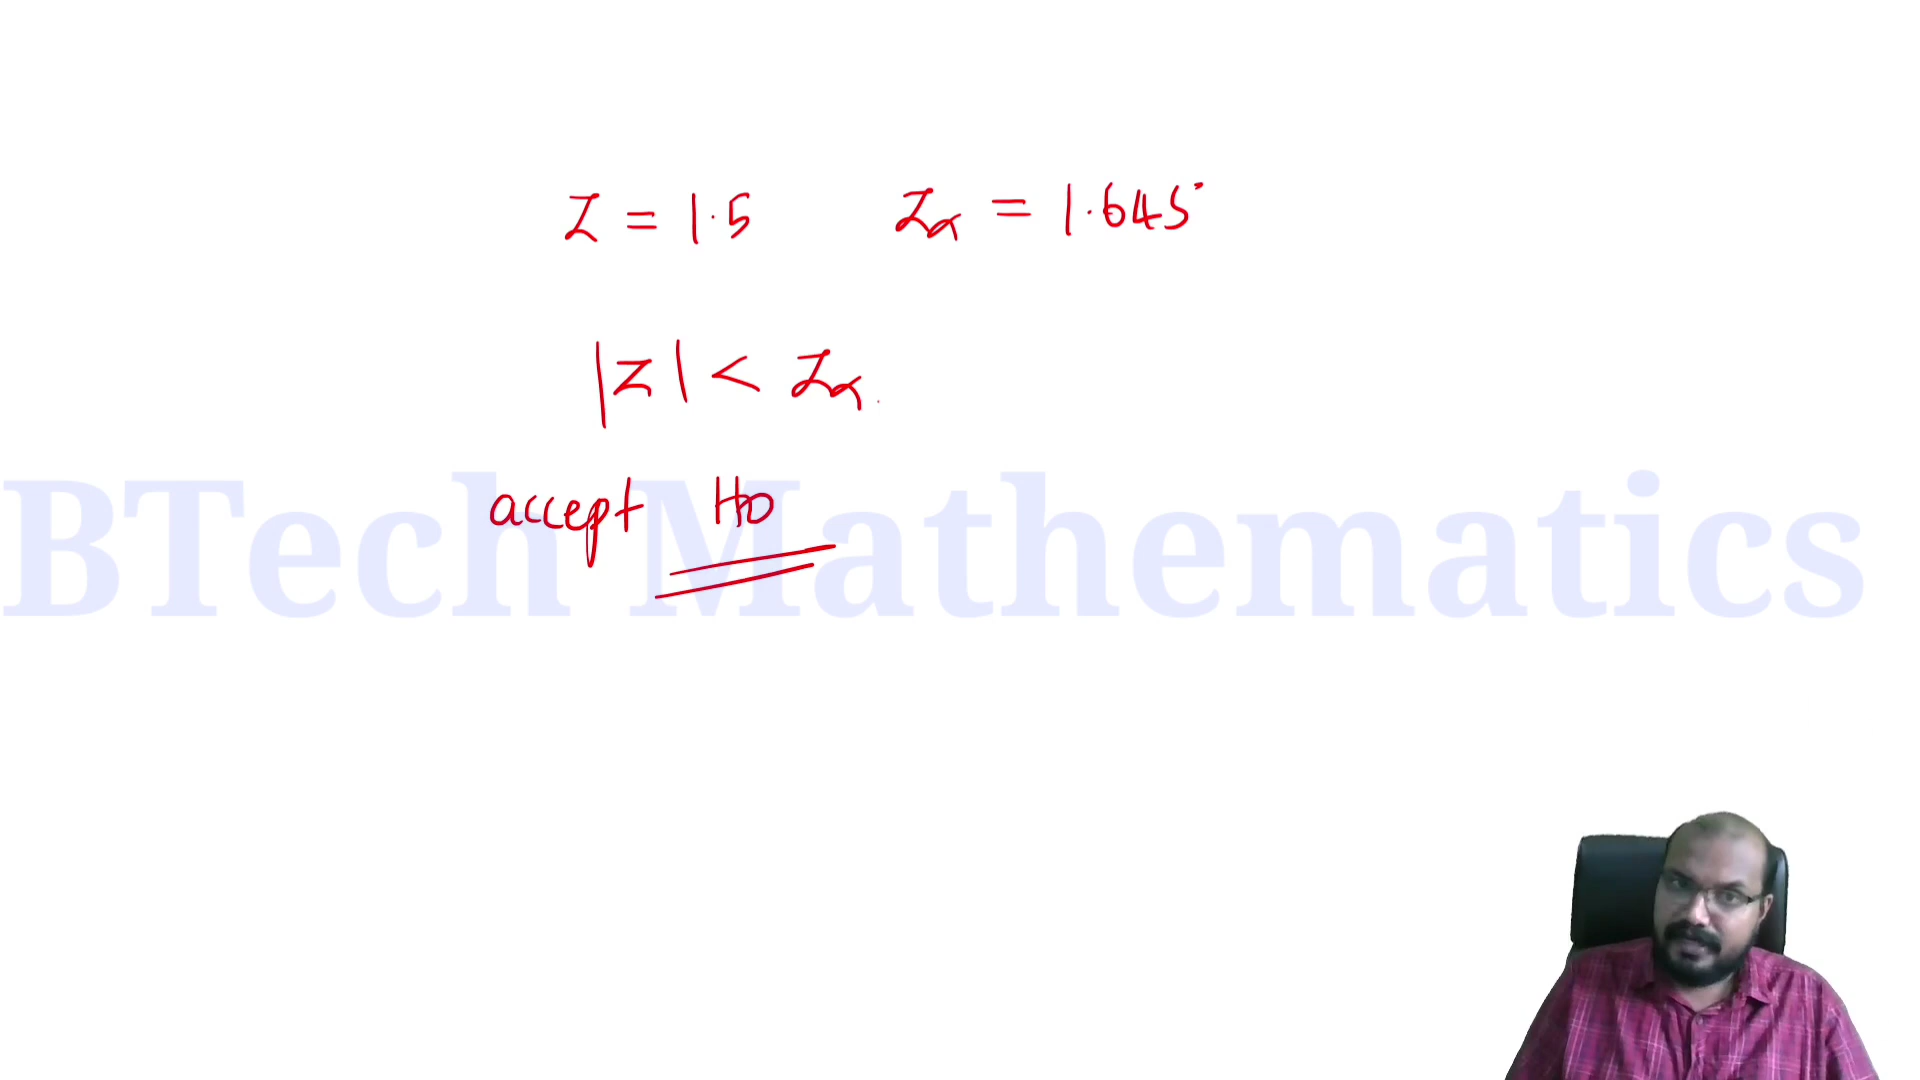 Z = 1.5 Zα = 1.645
|Z| < Zα
accept H0
BTech Mathematics